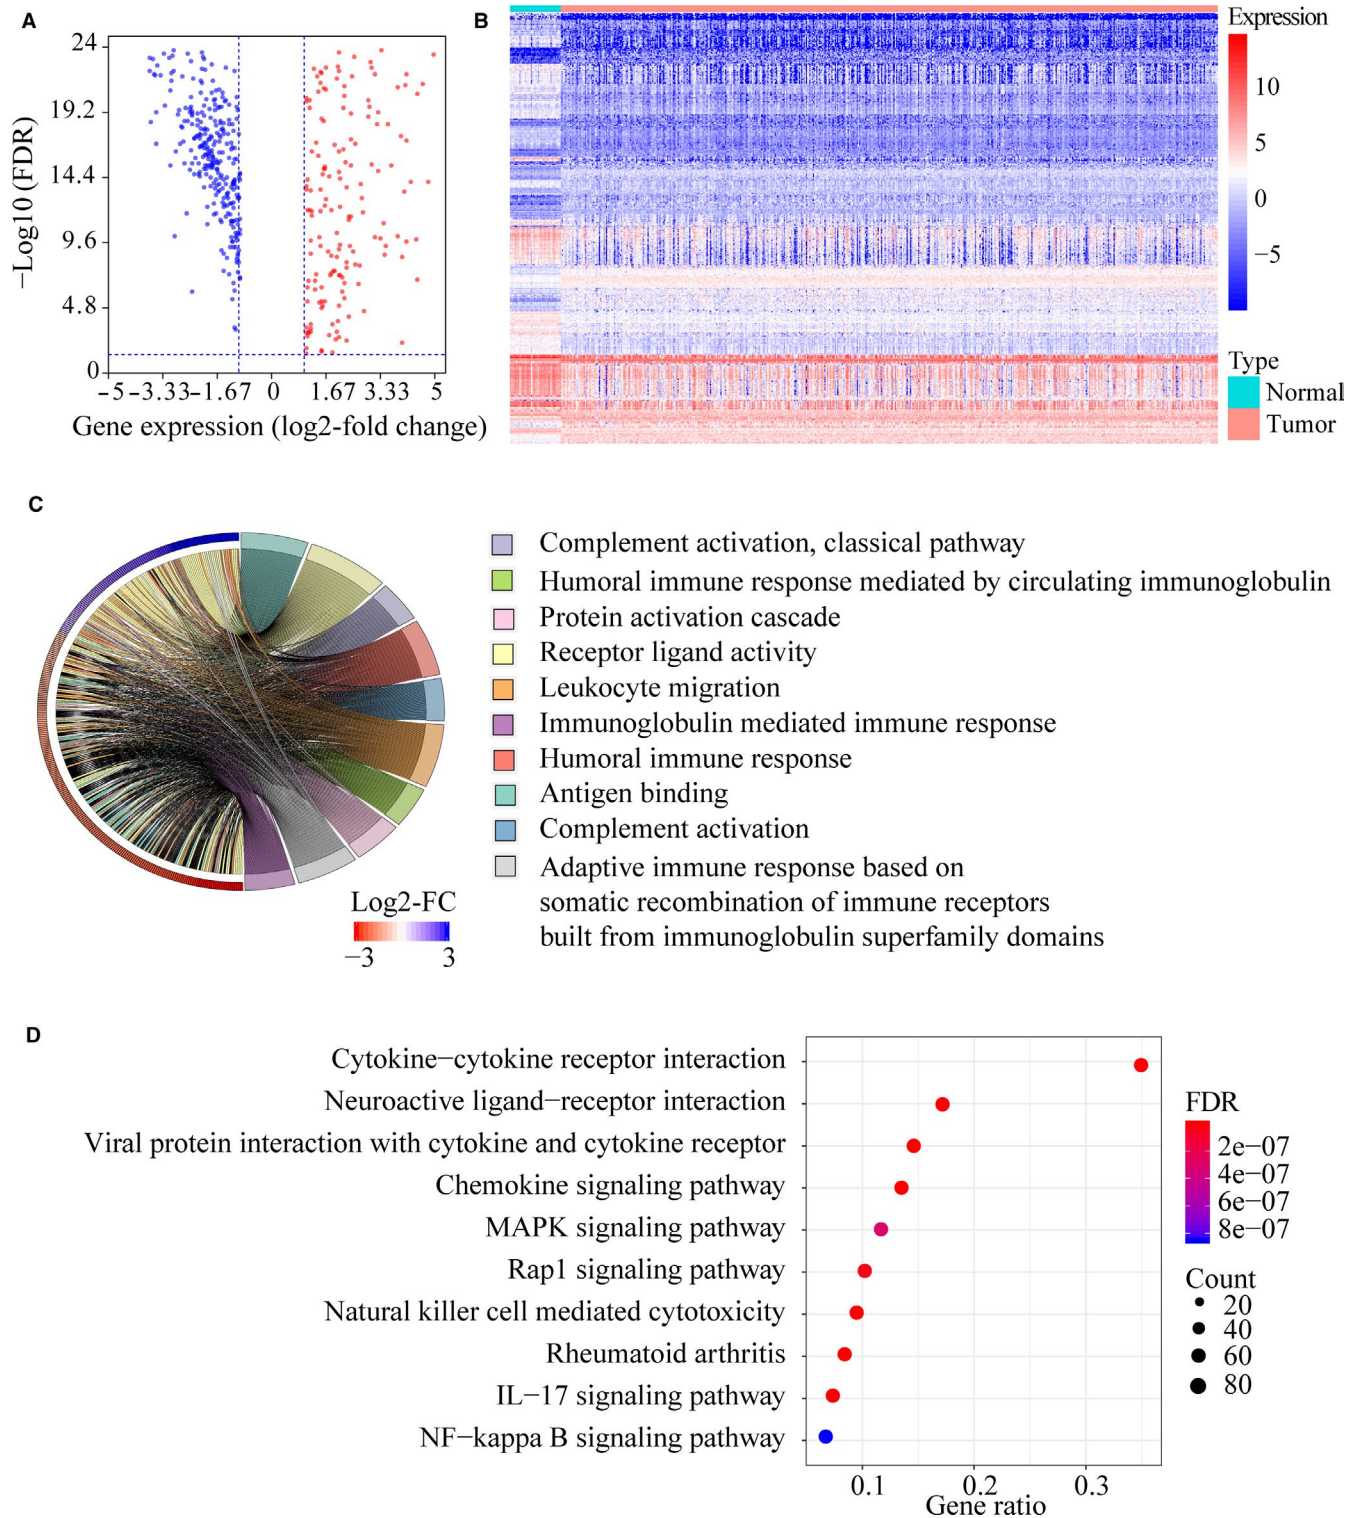 A
24
19.2
14.4
9.6
4.8
0
−Log10 (FDR)
−5 −3.33 −1.67 0 1.67 3.33 5
Gene expression (log2-fold change)
B
Expression
10
5
0
−5
Type
Normal
Tumor
C
Complement activation, classical pathway
Humoral immune response mediated by circulating immunoglobulin
Protein activation cascade
Receptor ligand activity
Leukocyte migration
Immunoglobulin mediated immune response
Humoral immune response
Antigen binding
Complement activation
Adaptive immune response based on
somatic recombination of immune receptors
built from immunoglobulin superfamily domains
Log2-FC
−3 3
D
Cytokine−cytokine receptor interaction
Neuroactive ligand−receptor interaction
Viral protein interaction with cytokine and cytokine receptor
Chemokine signaling pathway
MAPK signaling pathway
Rap1 signaling pathway
Natural killer cell mediated cytotoxicity
Rheumatoid arthritis
IL−17 signaling pathway
NF−kappa B signaling pathway
0.1 0.2 0.3
Gene ratio
FDR
2e−07
4e−07
6e−07
8e−07
Count
20
40
60
80